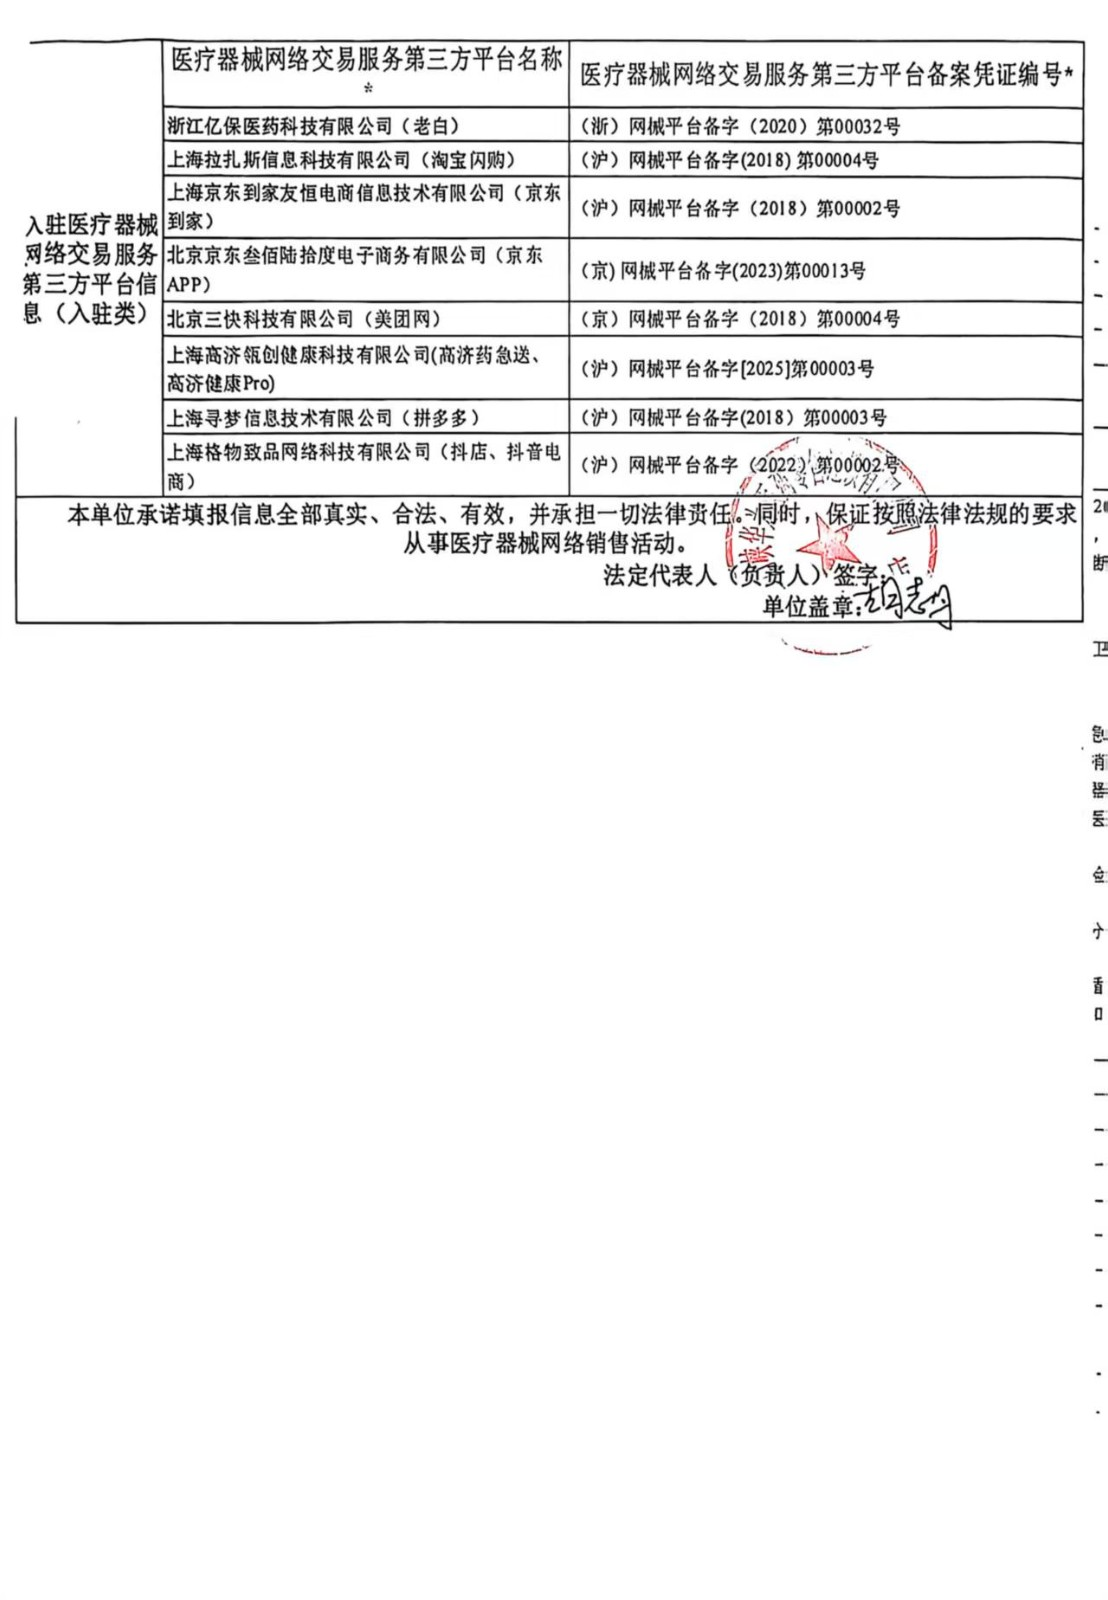 医疗器械网络交易服务第三方平台名称
*
医疗器械网络交易服务第三方平台备案凭证编号*
入驻医疗器械
网络交易服务
第三方平台信
息（入驻类）
浙江亿保医药科技有限公司（老白）
（浙）网械平台备字（2020）第00032号
上海拉扎斯信息科技有限公司（淘宝闪购）
（沪）网械平台备字(2018) 第00004号
上海京东到家友恒电商信息技术有限公司（京东
到家）
（沪）网械平台备字（2018）第00002号
北京京东叁佰陆拾度电子商务有限公司（京东
APP）
（京) 网械平台备字(2023)第00013号
北京三快科技有限公司（美团网）
（京）网械平台备字（2018）第00004号
上海高济瓴创健康科技有限公司(高济药急送、
高济健康Pro)
（沪）网械平台备字[2025]第00003号
上海寻梦信息技术有限公司（拼多多）
（沪）网械平台备字(2018）第00003号
上海格物致品网络科技有限公司（抖店、抖音电
商）
（沪）网械平台备字（2022）第00002号
本单位承诺填报信息全部真实、合法、有效，并承担一切法律责任。同时，保证按照法律法规的要求
从事医疗器械网络销售活动。
法定代表人（负责人）签字:
单位盖章:胡志丹
20
，
断